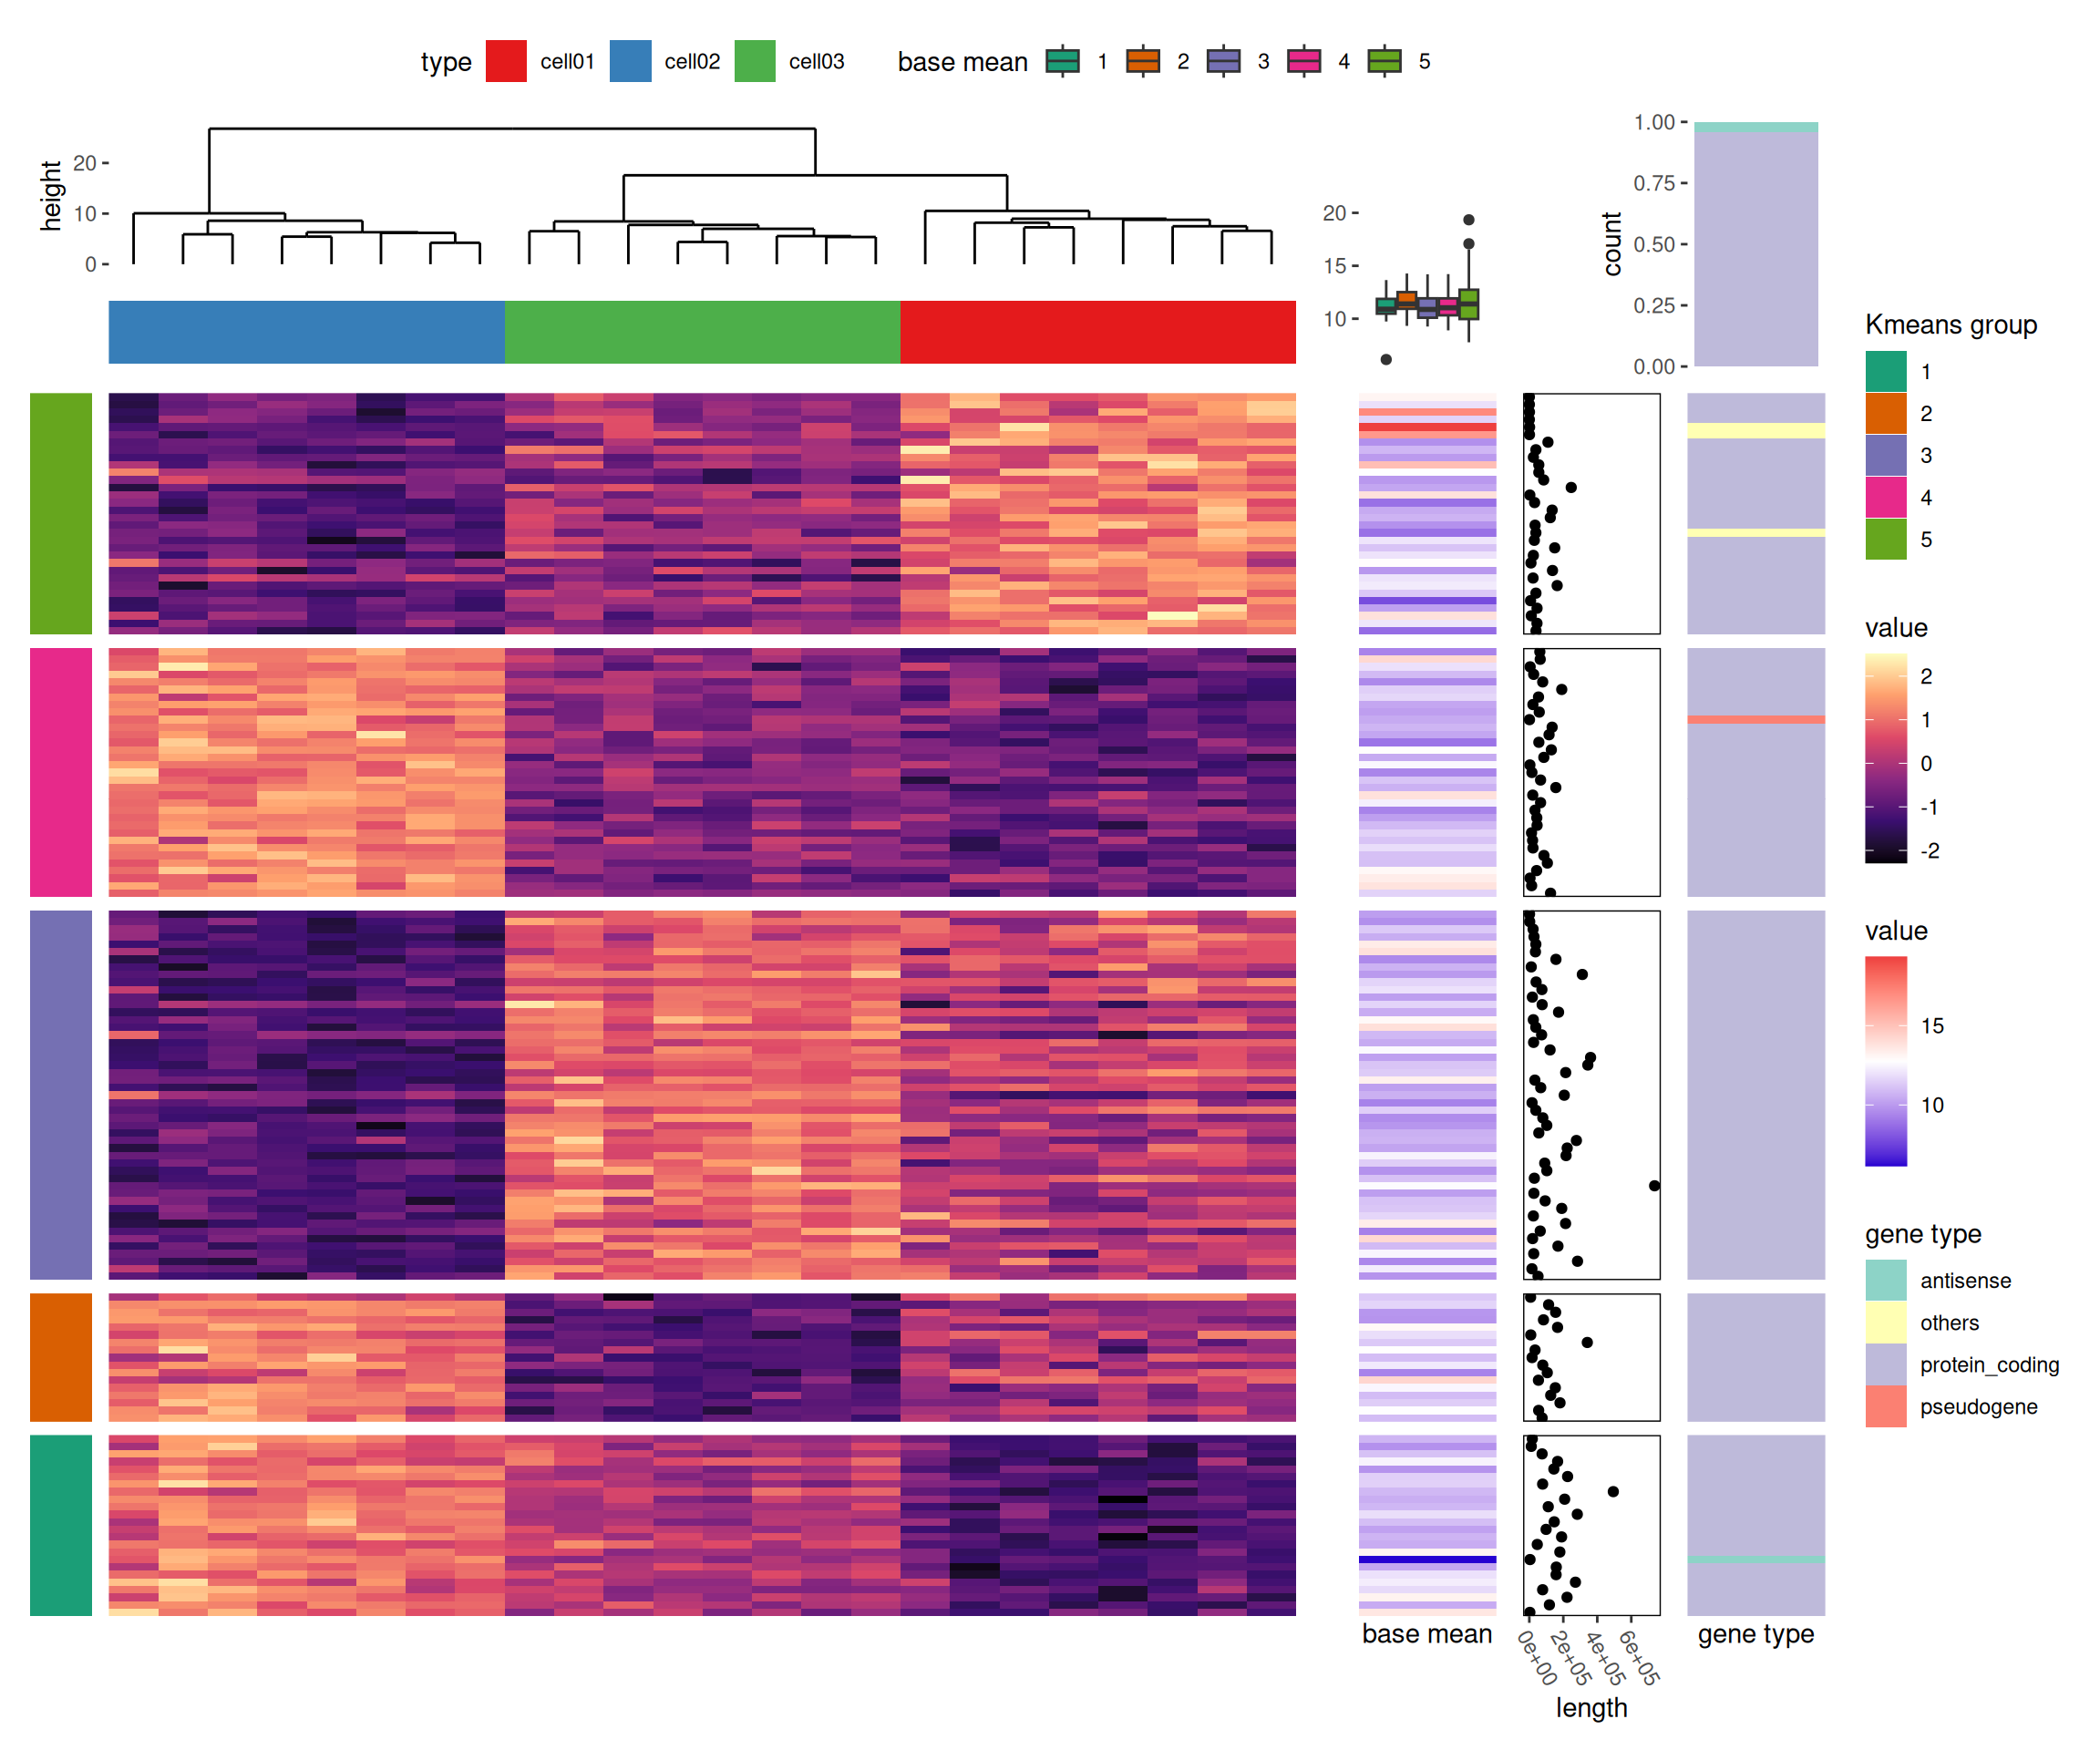 type cell01 cell02 cell03 base mean 1 2 3 4 5
height
20
10
0
20
15
10
count
1.00
0.75
0.50
0.25
0.00
Kmeans group
1
2
3
4
5
value
2
1
0
-1
-2
value
15
10
gene type
antisense
others
protein_coding
pseudogene
base mean
0e+00 2e+05 4e+05 6e+05
length
gene type